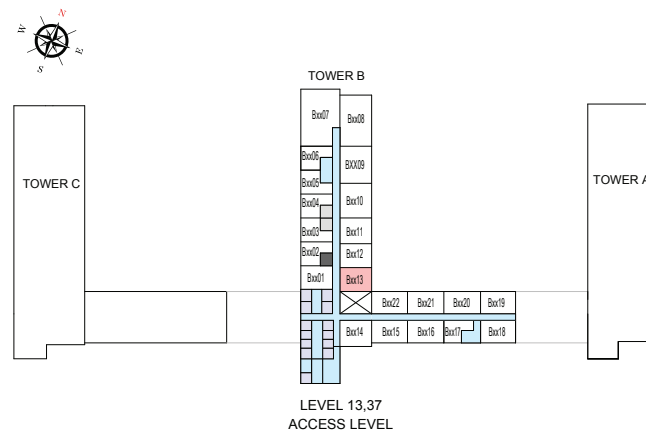 N
W
E
S
TOWER B
Bxx07
Bxx08
Bxx06
BXX09
Bxx05
TOWER C
TOWER A
Bxx04
Bxx10
Bxx03
Bxx11
Bxx02
Bxx12
Bxx01
Bxx13
Bxx22
Bxx21
Bxx20
Bxx19
Bxx14
Bxx15
Bxx16
Bxx17
Bxx18
LEVEL 13,37
ACCESS LEVEL